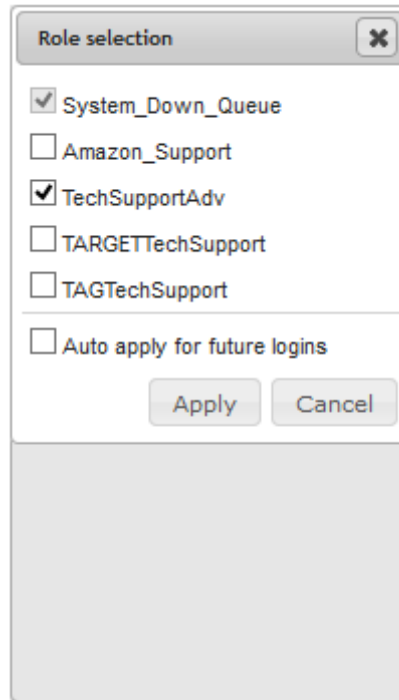 Role selection
System_Down_Queue
Amazon_Support
TechSupportAdv
TARGETTechSupport
TAGTechSupport
Auto apply for future logins
Apply Cancel